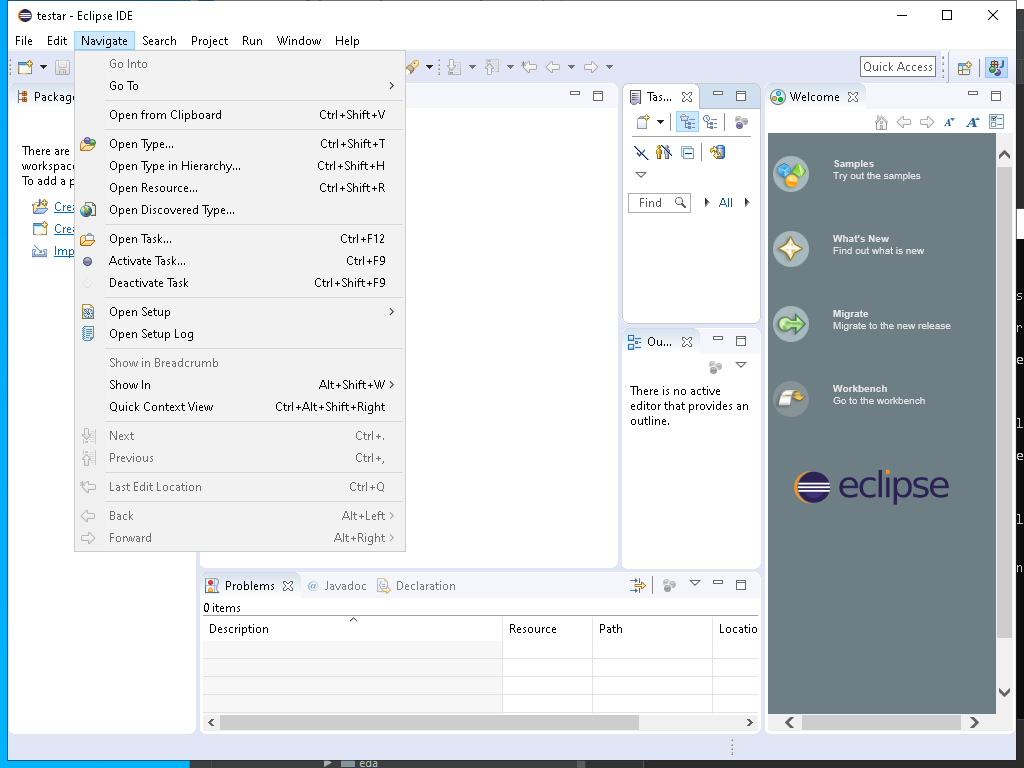 testar - Eclipse IDE
File Edit Navigate Search Project Run Window Help
Quick Access
Go Into
Go To
Open from Clipboard Ctrl+Shift+V
Open Type... Ctrl+Shift+T
Open Type in Hierarchy... Ctrl+Shift+H
Open Resource... Ctrl+Shift+R
Open Discovered Type...
Open Task... Ctrl+F12
Activate Task... Ctrl+F9
Deactivate Task Ctrl+Shift+F9
Open Setup
Open Setup Log
Show in Breadcrumb
Show In Alt+Shift+W
Quick Context View Ctrl+Alt+Shift+Right
Next Ctrl+.
Previous Ctrl+,
Last Edit Location Ctrl+Q
Back Alt+Left
Forward Alt+Right
Package
There are
workspac
To add a p
Crea
Crea
Imp
Tas...
Find All
Ou...
There is no active
editor that provides an
outline.
Welcome
Samples
Try out the samples
What's New
Find out what is new
Migrate
Migrate to the new release
Workbench
Go to the workbench
eclipse
Problems @ Javadoc Declaration
0 items
Description Resource Path Locatio
eda